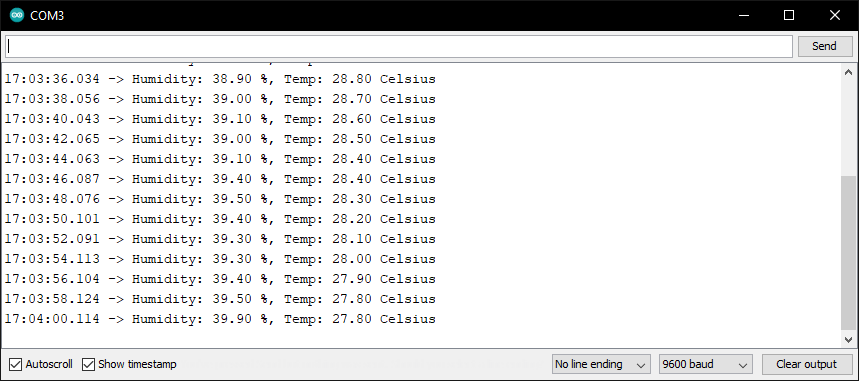 COM3
Send
17:03:36.034 -> Humidity: 38.90 %, Temp: 28.80 Celsius
17:03:38.056 -> Humidity: 39.00 %, Temp: 28.70 Celsius
17:03:40.043 -> Humidity: 39.10 %, Temp: 28.60 Celsius
17:03:42.065 -> Humidity: 39.00 %, Temp: 28.50 Celsius
17:03:44.063 -> Humidity: 39.10 %, Temp: 28.40 Celsius
17:03:46.087 -> Humidity: 39.40 %, Temp: 28.40 Celsius
17:03:48.076 -> Humidity: 39.50 %, Temp: 28.30 Celsius
17:03:50.101 -> Humidity: 39.40 %, Temp: 28.20 Celsius
17:03:52.091 -> Humidity: 39.30 %, Temp: 28.10 Celsius
17:03:54.113 -> Humidity: 39.30 %, Temp: 28.00 Celsius
17:03:56.104 -> Humidity: 39.40 %, Temp: 27.90 Celsius
17:03:58.124 -> Humidity: 39.50 %, Temp: 27.80 Celsius
17:04:00.114 -> Humidity: 39.90 %, Temp: 27.80 Celsius
Autoscroll Show timestamp No line ending 9600 baud Clear output